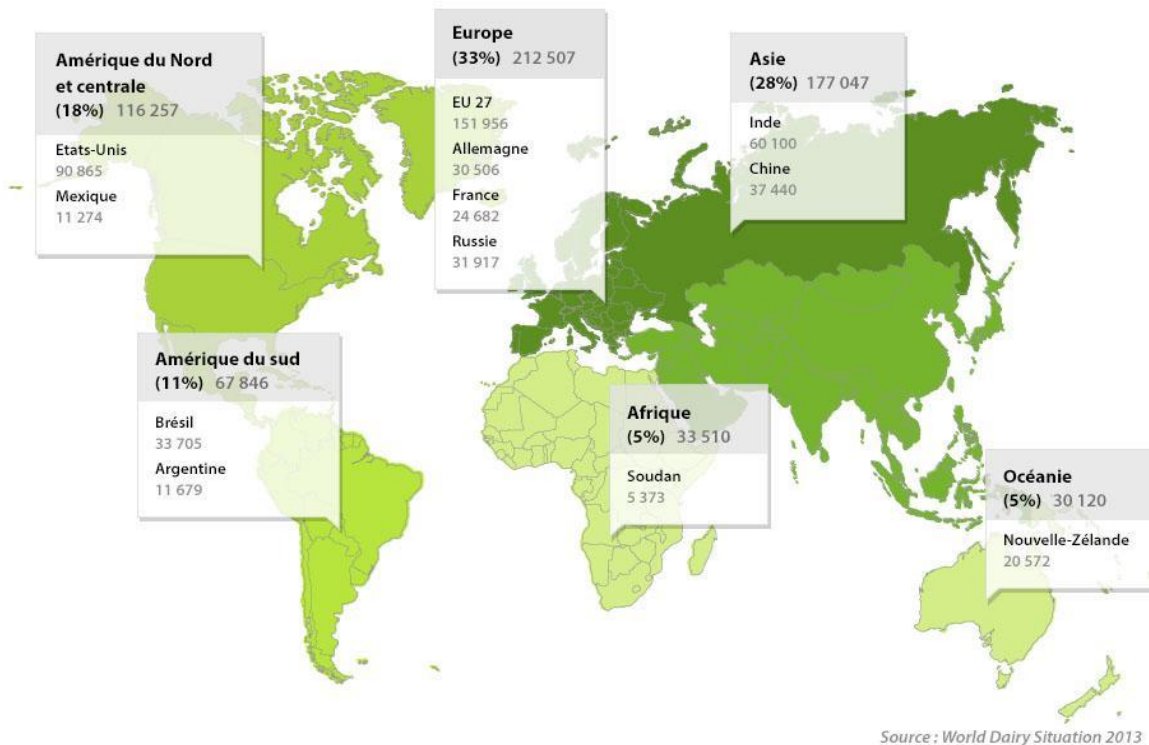 Amérique du Nord
et centrale
(18%) 116 257
Etats-Unis
90 865
Mexique
11 274
Europe
(33%) 212 507
EU 27
151 956
Allemagne
30 506
France
24 682
Russie
31 917
Asie
(28%) 177 047
Inde
60 100
Chine
37 440
Amérique du sud
(11%) 67 846
Brésil
33 705
Argentine
11 679
Afrique
(5%) 33 510
Soudan
5 373
Océanie
(5%) 30 120
Nouvelle-Zélande
20 572
Source : World Dairy Situation 2013